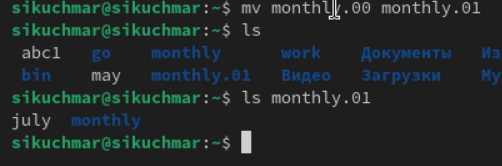 sikuchmar@sikuchmar:~$ mv monthly.00 monthly.01
sikuchmar@sikuchmar:~$ ls
abc1 go monthly work Документы Из
bin may monthly.01 Видео Загрузки Му
sikuchmar@sikuchmar:~$ ls monthly.01
july monthly
sikuchmar@sikuchmar:~$